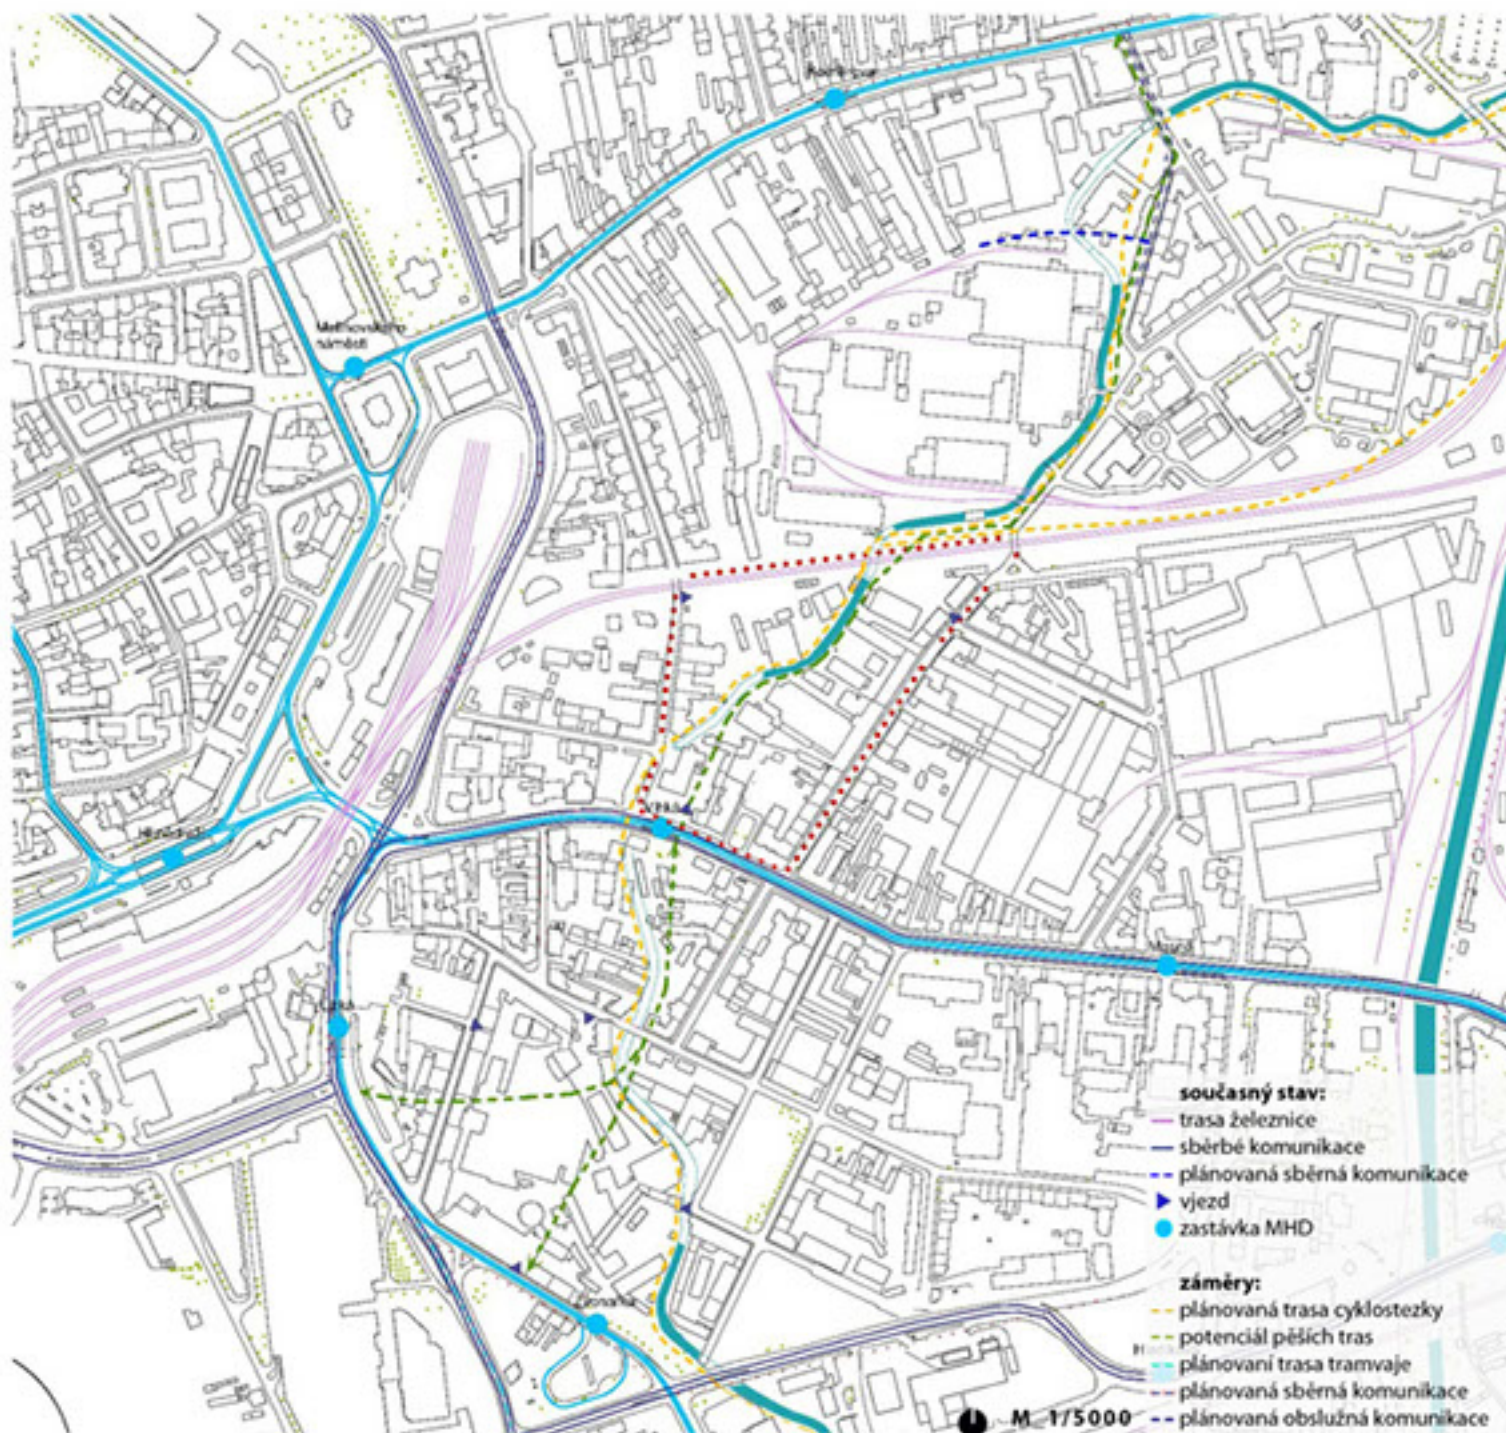 náměstí
současný stav:
trasa železnice
sběrbé komunikace
plánovaná sběrná komunikace
vjezd
zastávka MHD
záměry:
plánovaná trasa cyklostezky
potenciál pěších tras
plánovaní trasa tramvaje
plánovaná sběrná komunikace
M 1/5000
plánovaná obslužná komunikace